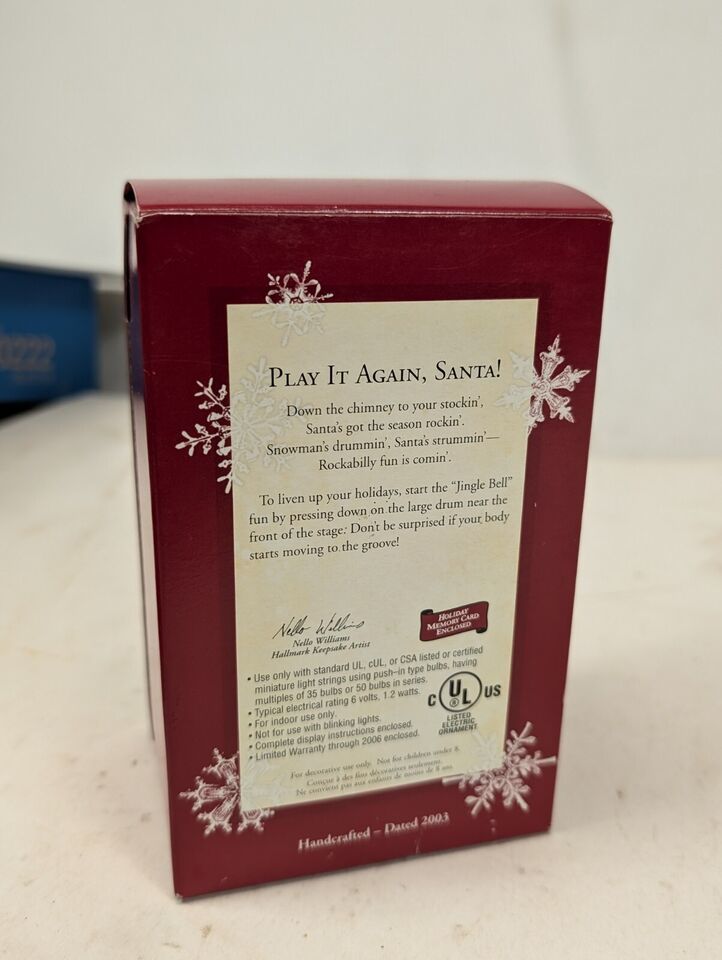 PLAY IT AGAIN, SANTA!
Down the chimney to your stockin',
Santa's got the season rockin'.
Snowman's drummin', Santa's strummin'—
Rockabilly fun is comin'.
To liven up your holidays, start the "Jingle Bell"
fun by pressing down on the large drum near the
front of the stage. Don't be surprised if your body
starts moving to the groove!
Nello Williams
Nello Williams
Hallmark Keepsake Artist
HOLIDAY
MEMORY CARD
ENCLOSED
• Use only with standard UL, cUL, or CSA listed or certified
miniature light strings using push-in type bulbs, having
multiples of 35 bulbs or 50 bulbs in series.
• Typical electrical rating 6 volts, 1.2 watts.
• For indoor use only.
• Not for use with blinking lights.
• Complete display instructions enclosed.
• Limited Warranty through 2006 enclosed.
C UL ® US
LISTED
ELECTRIC
ORNAMENT
For decorative use only. Not for children under 8.
Conçue à des fins décoratives seulement.
Ne convient pas aux enfants de moins de 8 ans.
Handcrafted – Dated 2003